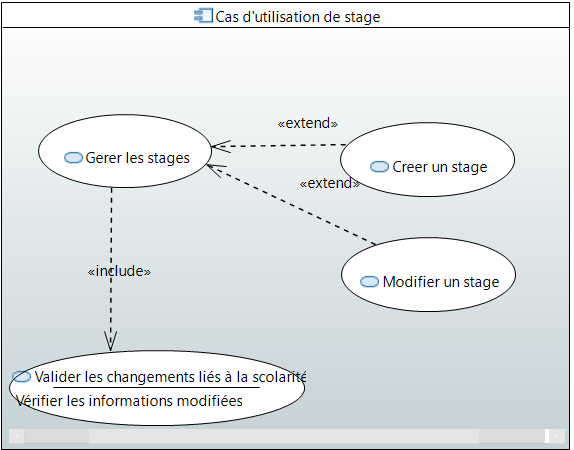 Cas d'utilisation de stage
«extend»
Gerer les stages
Creer un stage
«extend»
«include»
Modifier un stage
Valider les changements liés à la scolarité
Vérifier les informations modifiées